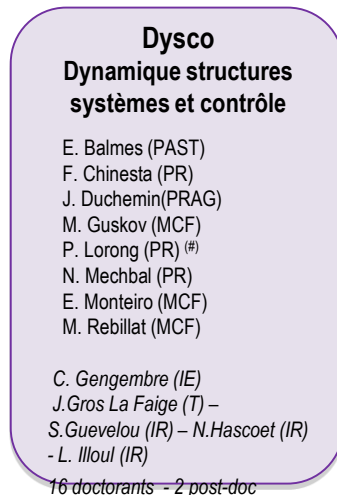 Dysco
Dynamique structures
systèmes et contrôle
E. Balmes (PAST)
F. Chinesta (PR)
J. Duchemin(PRAG)
M. Guskov (MCF)
P. Lorong (PR) (#)
N. Mechbal (PR)
E. Monteiro (MCF)
M. Rebillat (MCF)
C. Gengembre (IE)
J.Gros La Faige (T) –
S.Guevelou (IR) – N.Hascoet (IR)
- L. Illoul (IR)
16 doctorants - 2 post-doc